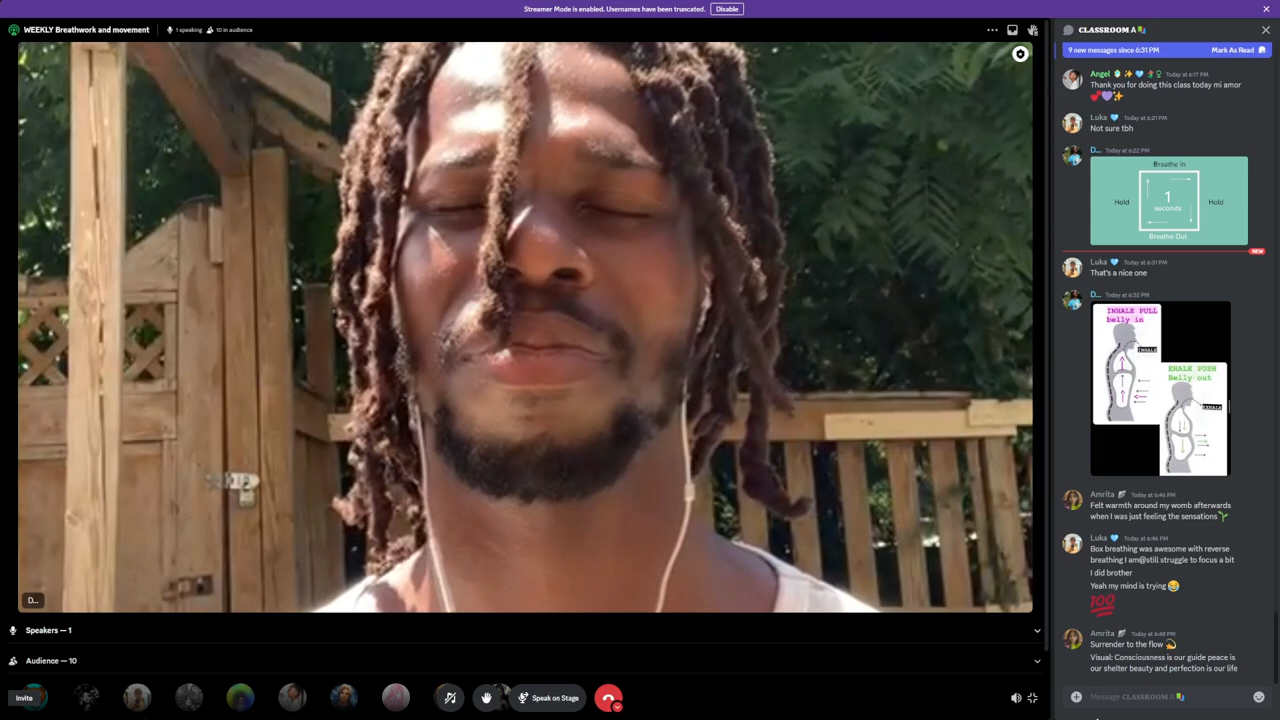 Streamer Mode is enabled. Usernames have been truncated.
Disable
WEEKLY Breathwork and movement
1 speaking
10 in audience
D...
Speakers — 1
Audience — 10
Invite
Speak on Stage
CLASSROOM A
9 new messages since 6:31 PM
Mark As Read
Angel
Today at 6:17 PM
Thank you for doing this class today mi amor
Luka
Today at 6:21 PM
Not sure tbh
D...
Today at 6:22 PM
Breathe In
Hold
1
seconds
Hold
Breathe Out
NEW
Luka
Today at 6:31 PM
That's a nice one
D...
Today at 6:32 PM
INHALE PULL
belly in
INHALE
EHALE PUSH
Belly out
EXHALE
Amrita
Today at 6:46 PM
Felt warmth around my womb afterwards
when I was just feeling the sensations
Luka
Today at 6:46 PM
Box breathing was awesome with reverse
breathing I am@still struggle to focus a bit
I did brother
Yeah my mind is trying
100
Amrita
Today at 6:48 PM
Surrender to the flow
Visual: Consciousness is our guide peace is
our shelter beauty and perfection is our life
Message CLASSROOM A